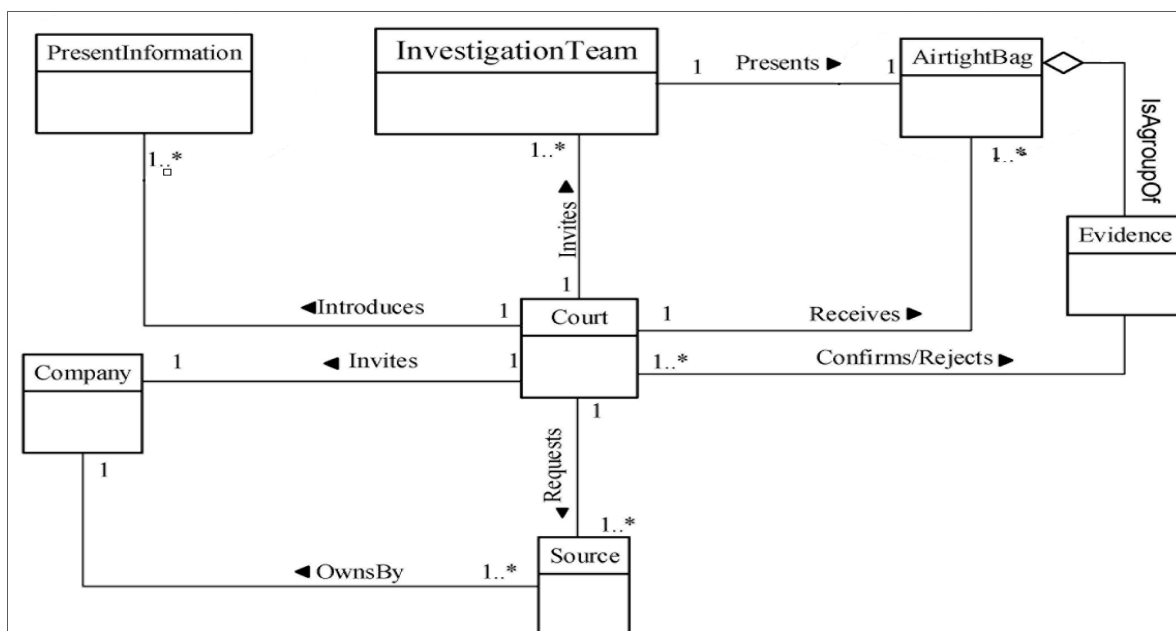 PresentInformation
InvestigationTeam
1 Presents ► 1
AirtightBag
1..*
1..*
1..*
IsAgroupOf
Invites ►
Evidence
1
◄Introduces 1
Court
1 Receives ►
Company
1 ◄ Invites 1
1..* Confirms/Rejects ►
1
1
Requests ►
1..*
Source
◄ OwnsBy 1..*